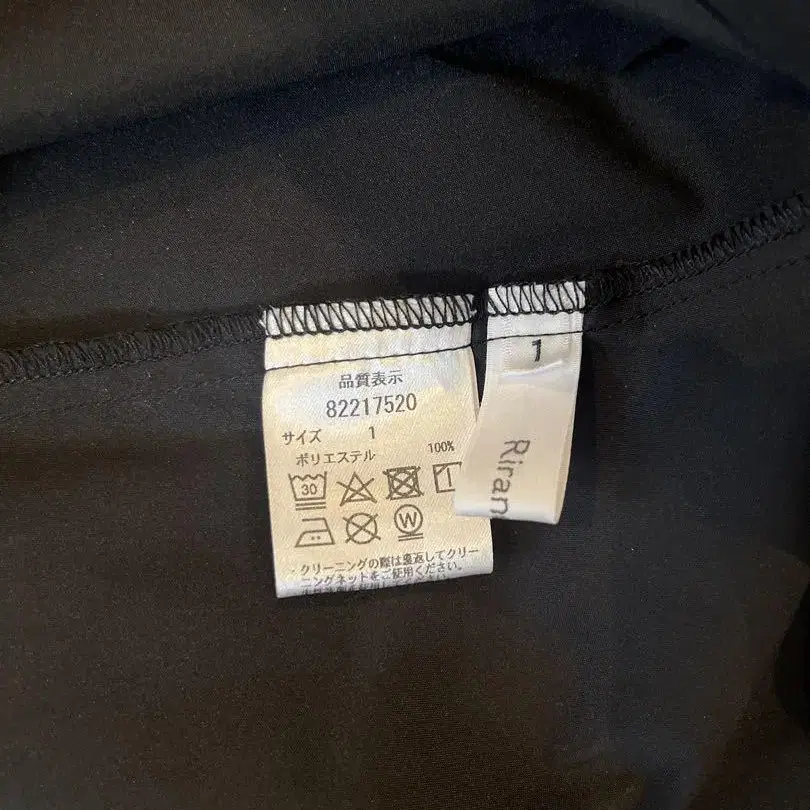 品質表示
82217520
サイズ 1
ポリエステル 100%
30
W
・クリーニングの際は裏返してクリー
ニングネットをご使用ください。
1
Riran